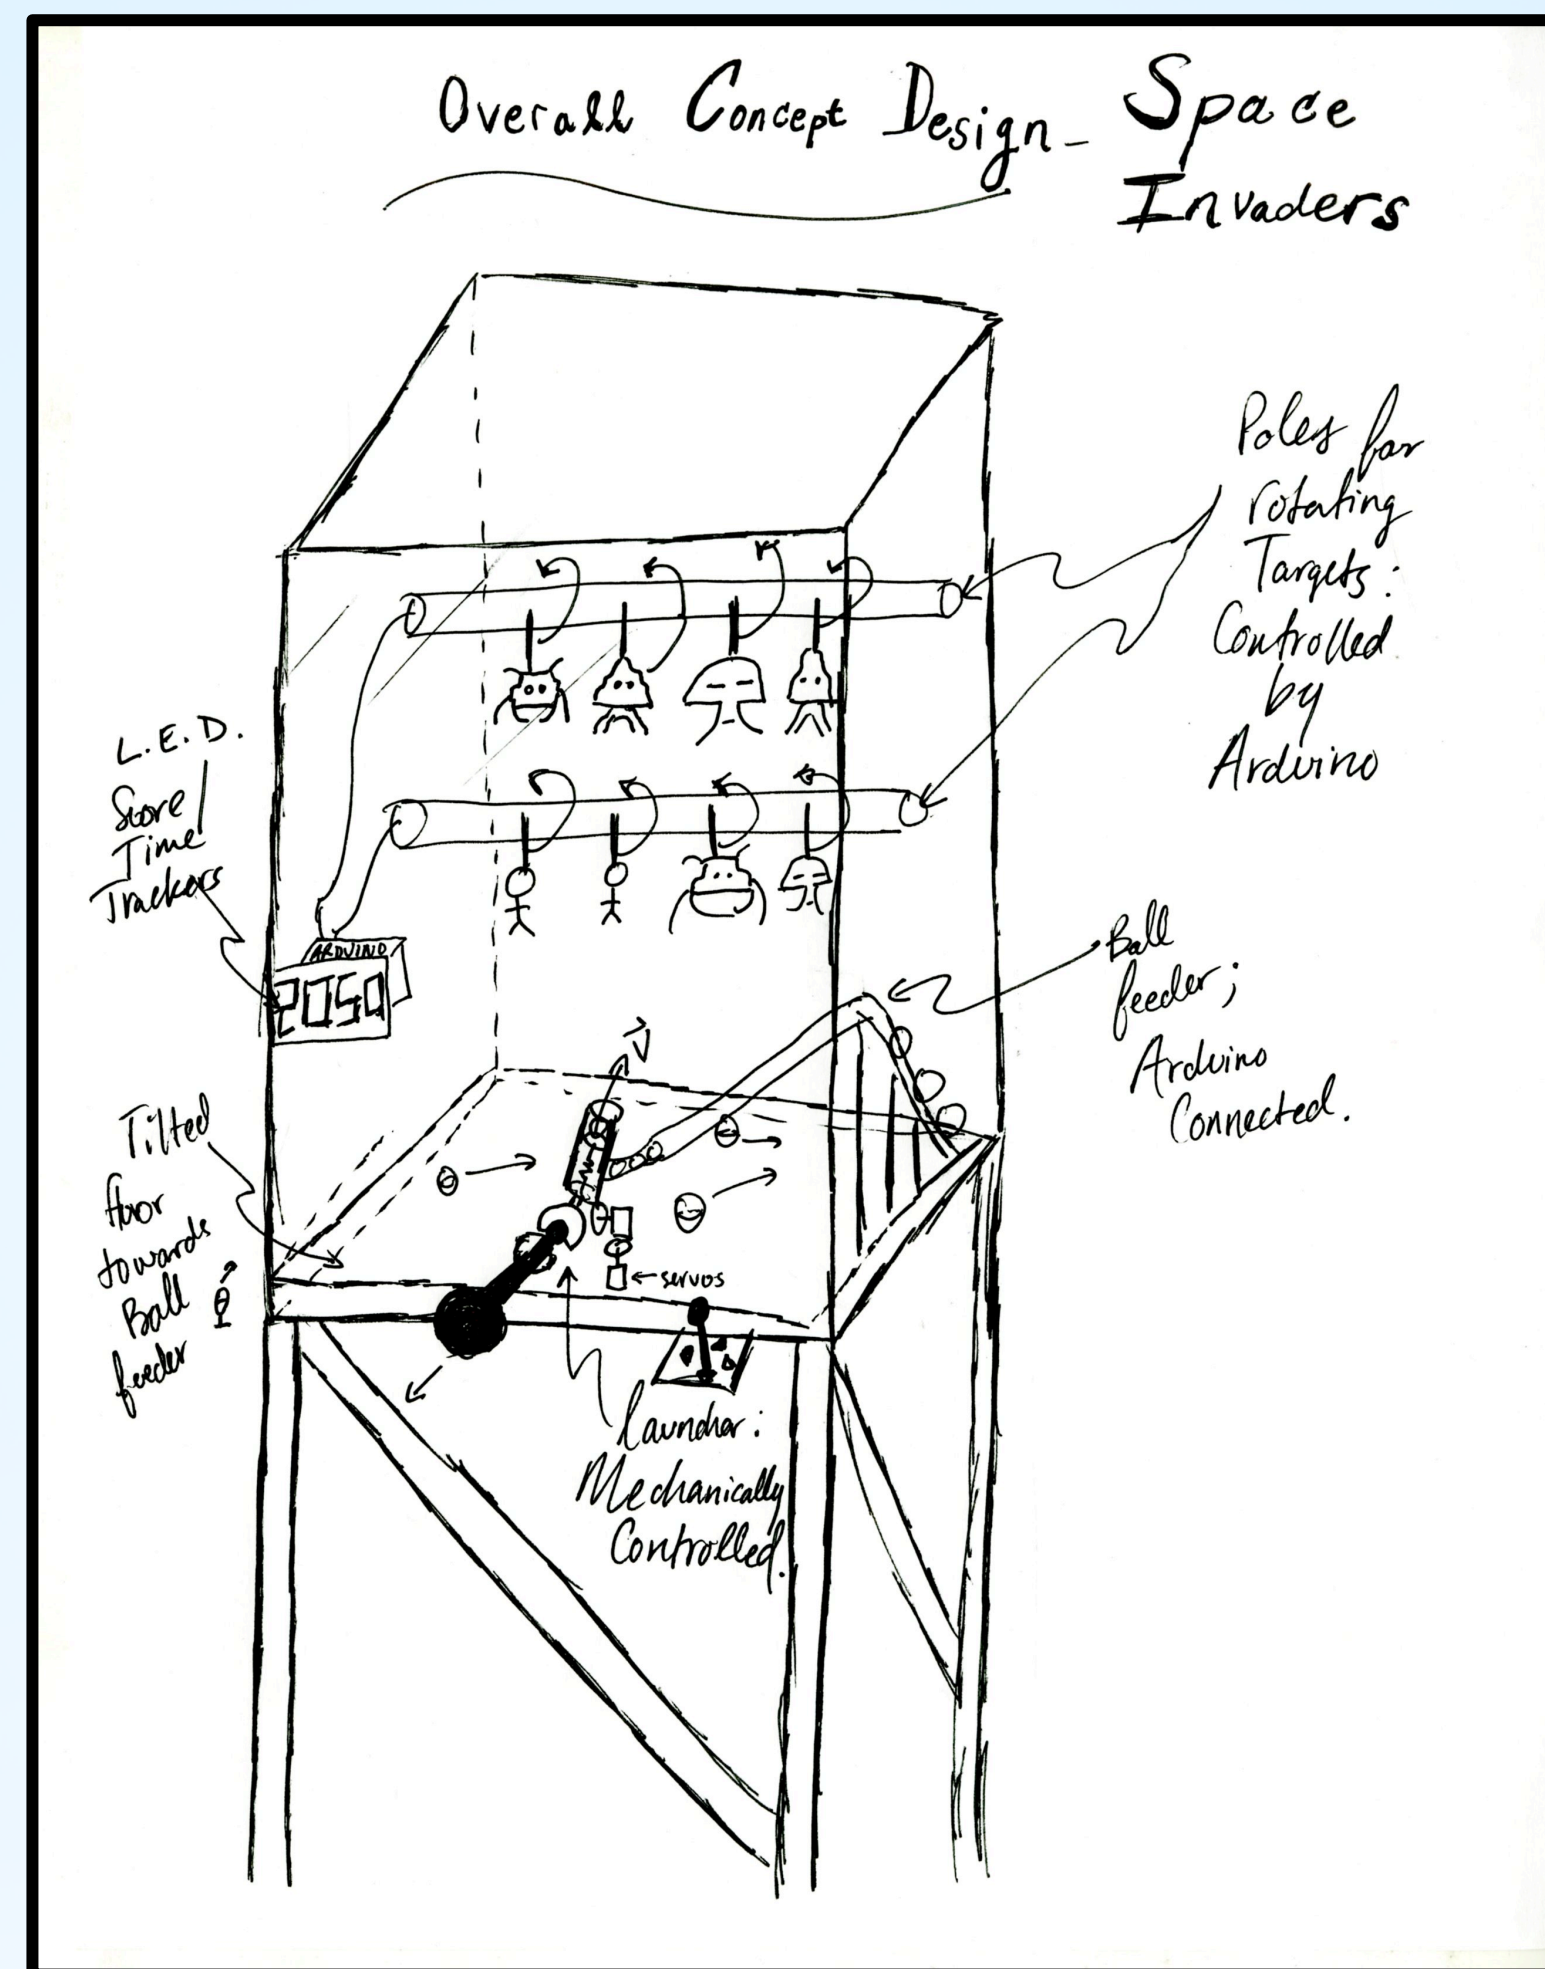 Overall Concept Design - Space
Invaders
Poles for
rotating
Targets :
Controlled
by
Arduino
L.E.D.
Score/
Time
Trackers
ARDUINO
Ball
feeder;
Arduino
Connected.
V
Tilted
floor
towards
Ball
feeder
θ
servos
launcher:
Mechanically
Controlled.